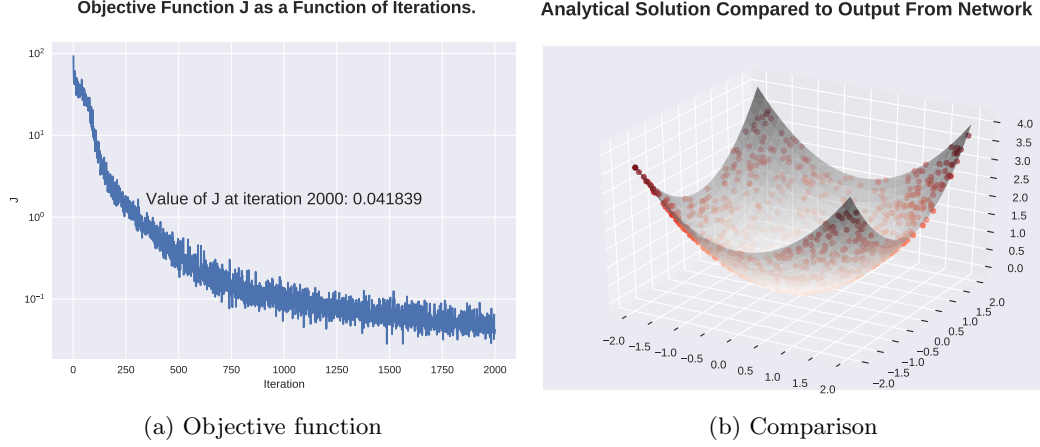 Objective Function J as a Function of Iterations.
10²
10¹
10⁰
10⁻¹
J
Value of J at iteration 2000: 0.041839
0 250 500 750 1000 1250 1500 1750 2000
Iteration
(a) Objective function
Analytical Solution Compared to Output From Network
4.0
3.5
3.0
2.5
2.0
1.5
1.0
0.5
0.0
−2.0 −1.5 −1.0 −0.5 0.0 0.5 1.0 1.5 2.0
2.0
1.5
1.0
0.5
0.0
−0.5
−1.0
−1.5
−2.0
(b) Comparison